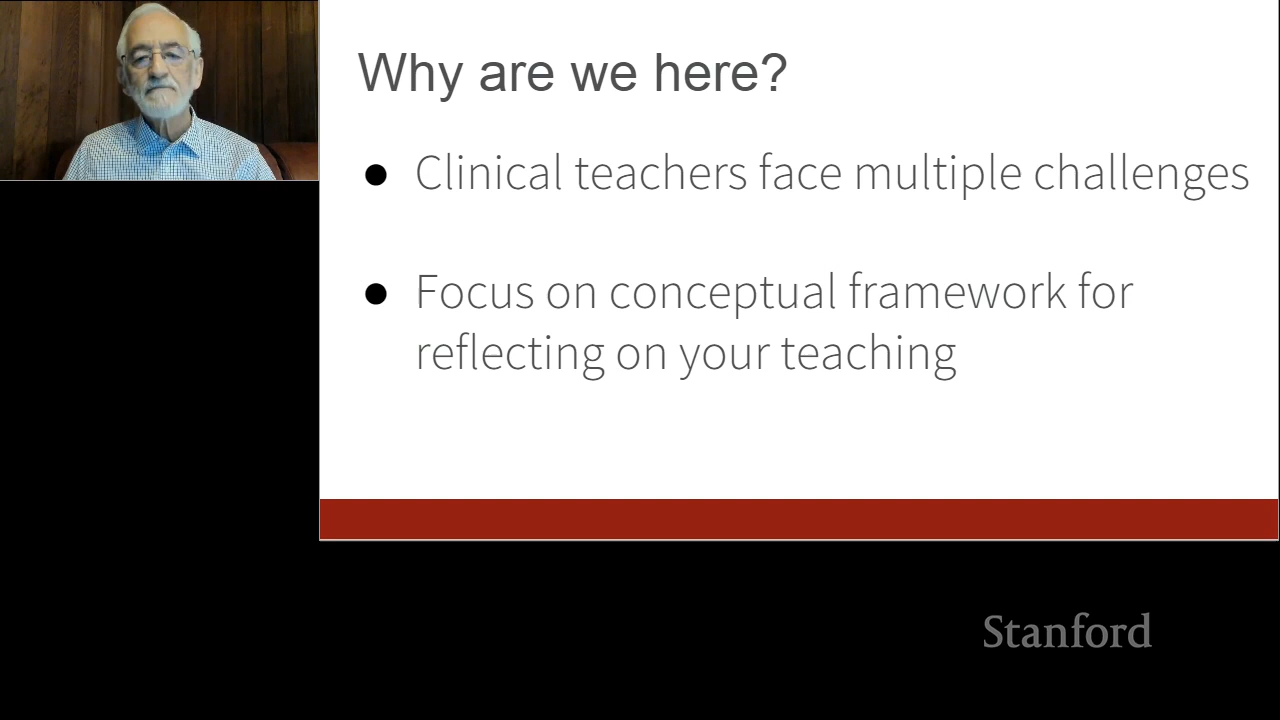 Why are we here?
● Clinical teachers face multiple challenges
● Focus on conceptual framework for
reflecting on your teaching
Stanford